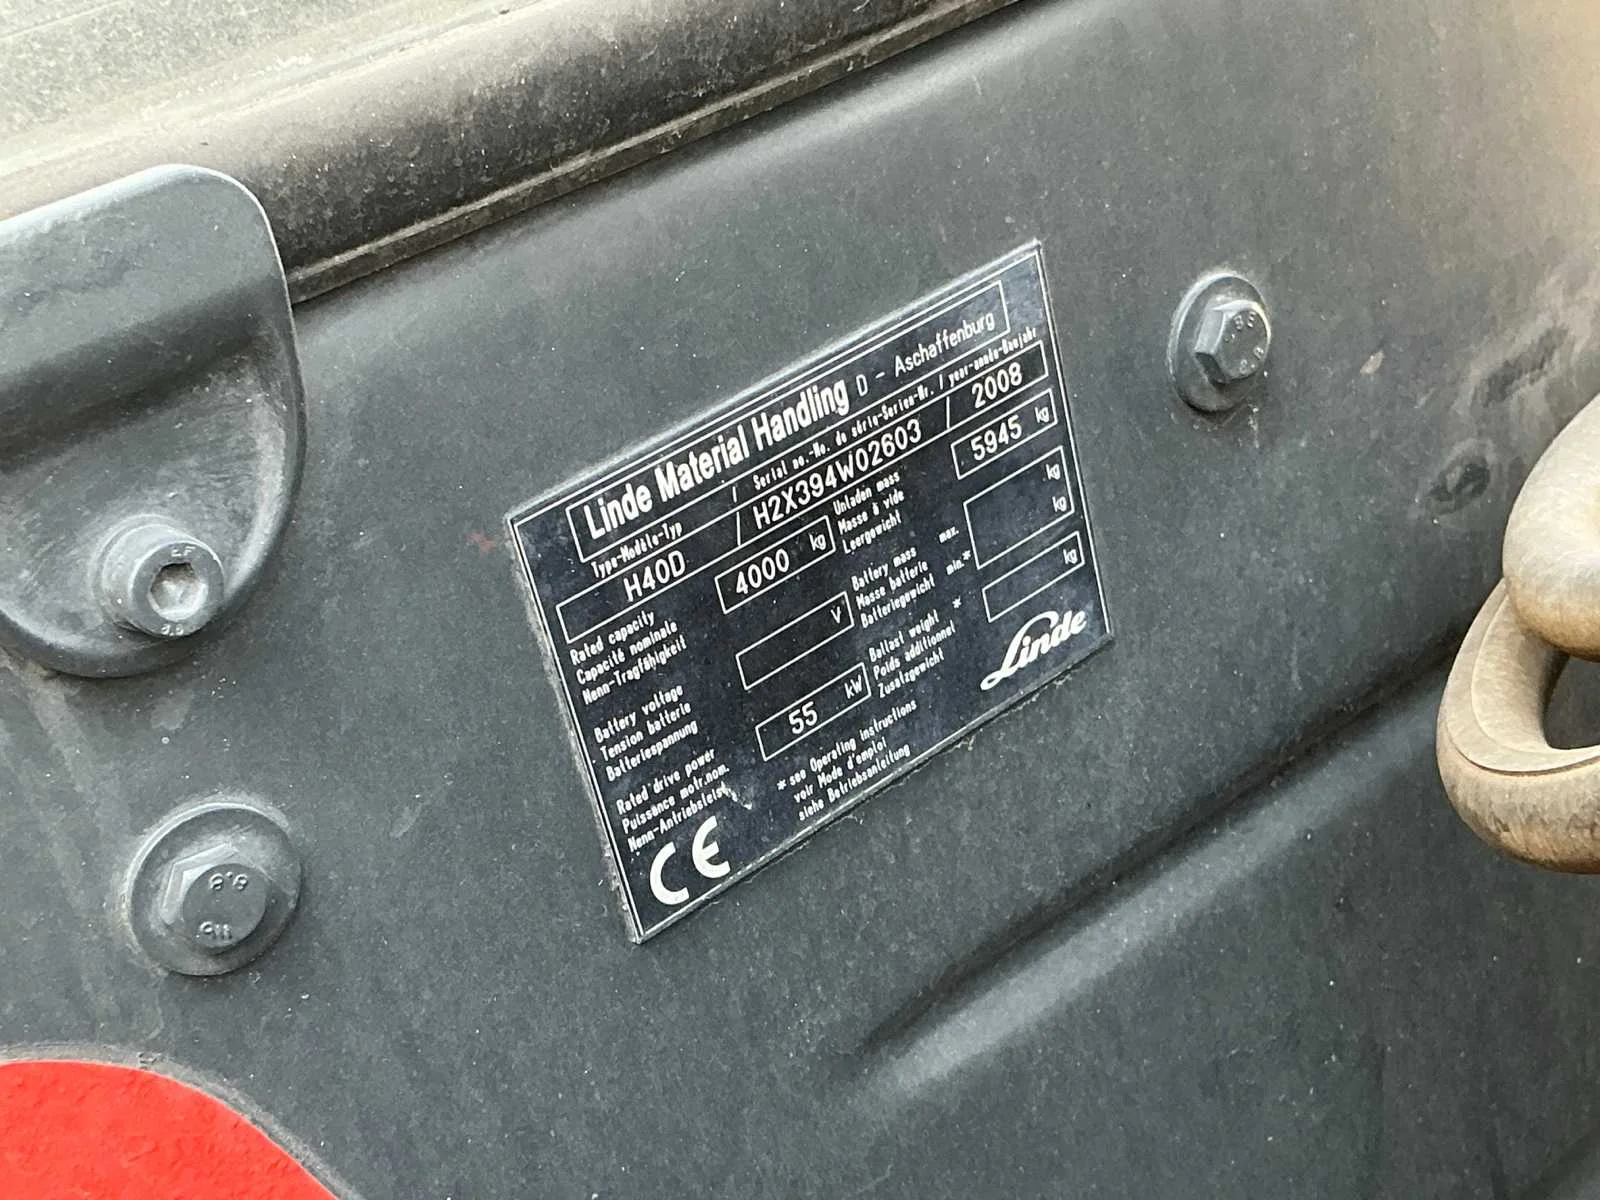 Linde Material Handling D - Aschaffenburg
Type-Modèle-Typ / Serial no.-No. de série-Serien-Nr. / year-année-Baujahr
H40D / H2X394W02603 / 2008
Rated capacity
Capacité nominale
Nenn-Tragfähigkeit
4000 kg
Unladen mass
Masse à vide
Leergewicht
5945 kg
Battery voltage
Tension batterie
Batteriespannung
V
Battery mass
Masse batterie
Batteriegewicht
max. kg
min.* kg
Rated drive power
Puissance motr.nom.
Nenn-Antriebsleist.
55 kW
Ballast weight *
Poids additionnel
Zusatzgewicht
kg
* see Operating instructions
voir Mode d'emploi
siehe Betriebsanleitung
CE
Linde
8.8